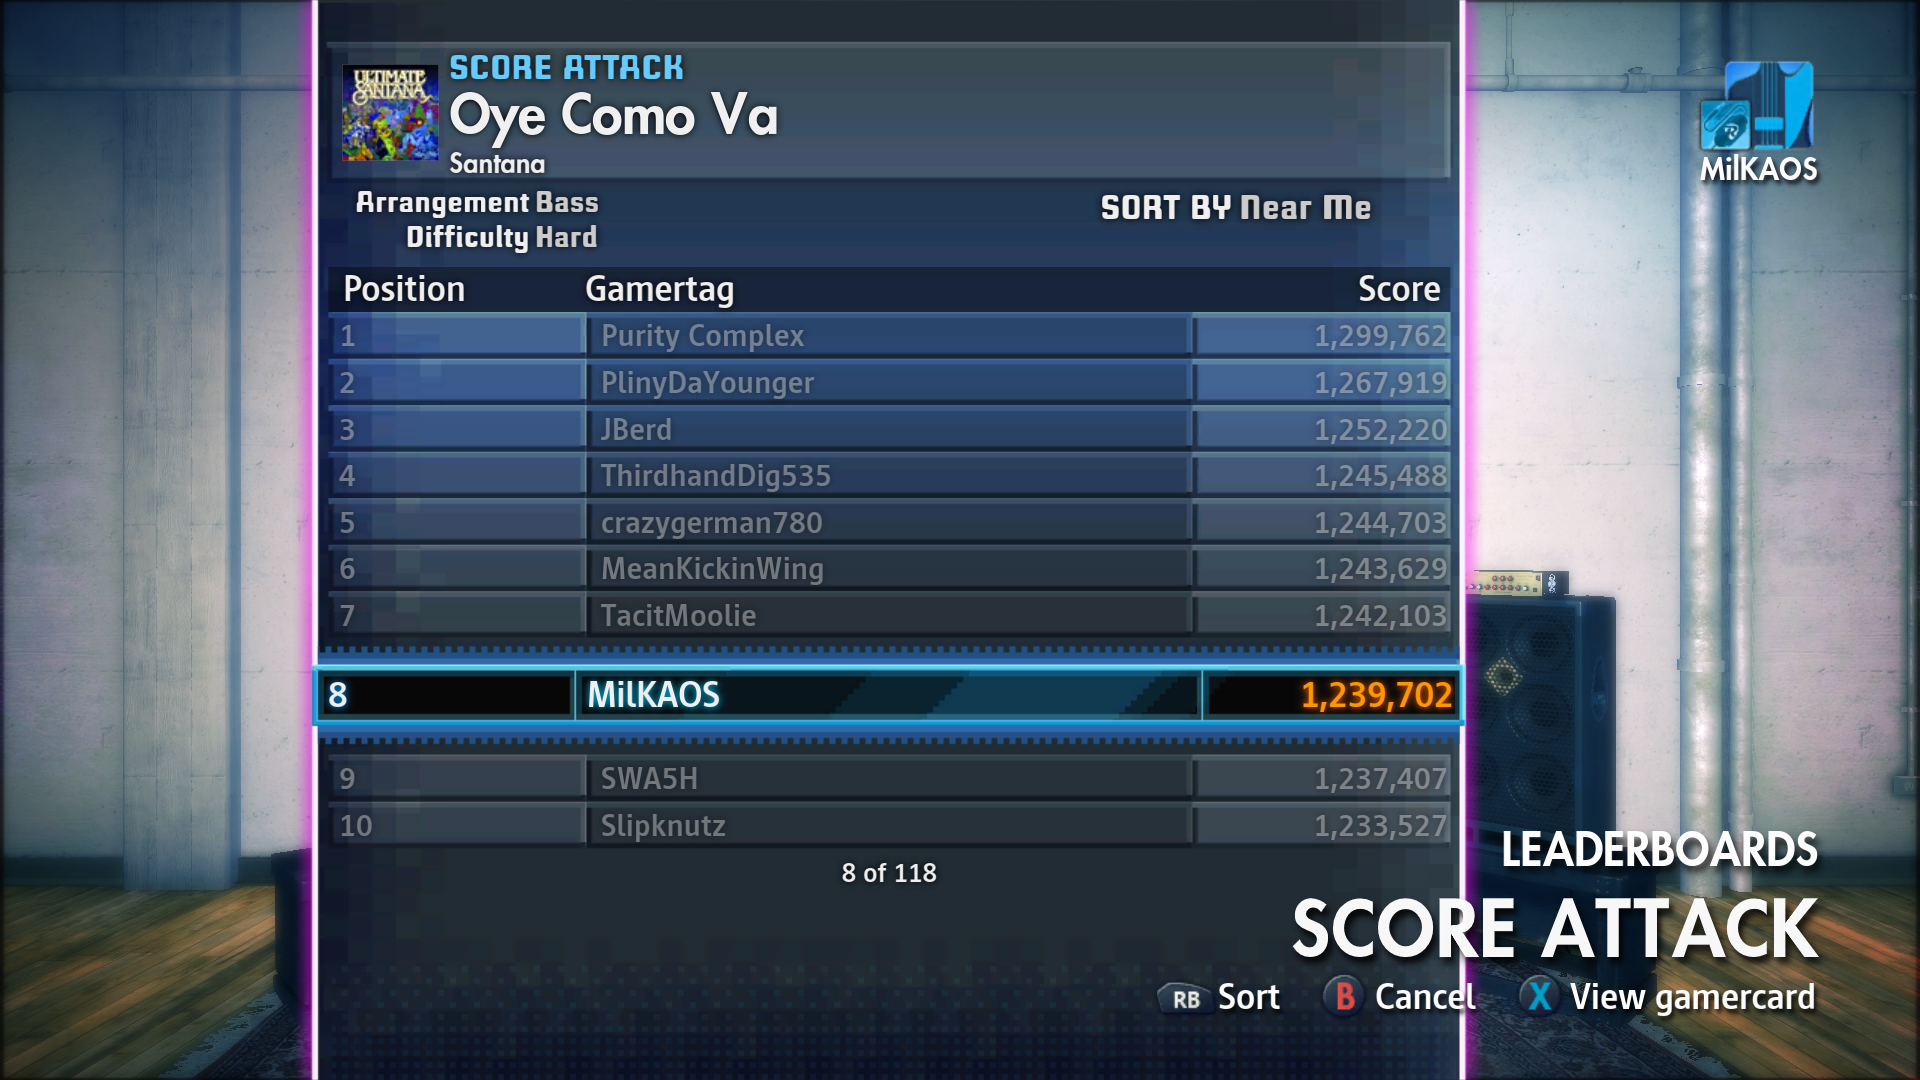 ULTIMATE
SANTANA
SCORE ATTACK
Oye Como Va
Santana
Arrangement Bass
Difficulty Hard
SORT BY Near Me
MilKAOS
Position Gamertag Score
1 Purity Complex 1,299,762
2 PlinyDaYounger 1,267,919
3 JBerd 1,252,220
4 ThirdhandDig535 1,245,488
5 crazygerman780 1,244,703
6 MeanKickinWing 1,243,629
7 TacitMoolie 1,242,103
8 MilKAOS 1,239,702
9 SWA5H 1,237,407
10 Slipknutz 1,233,527
8 of 118
LEADERBOARDS
SCORE ATTACK
RB Sort B Cancel X View gamercard